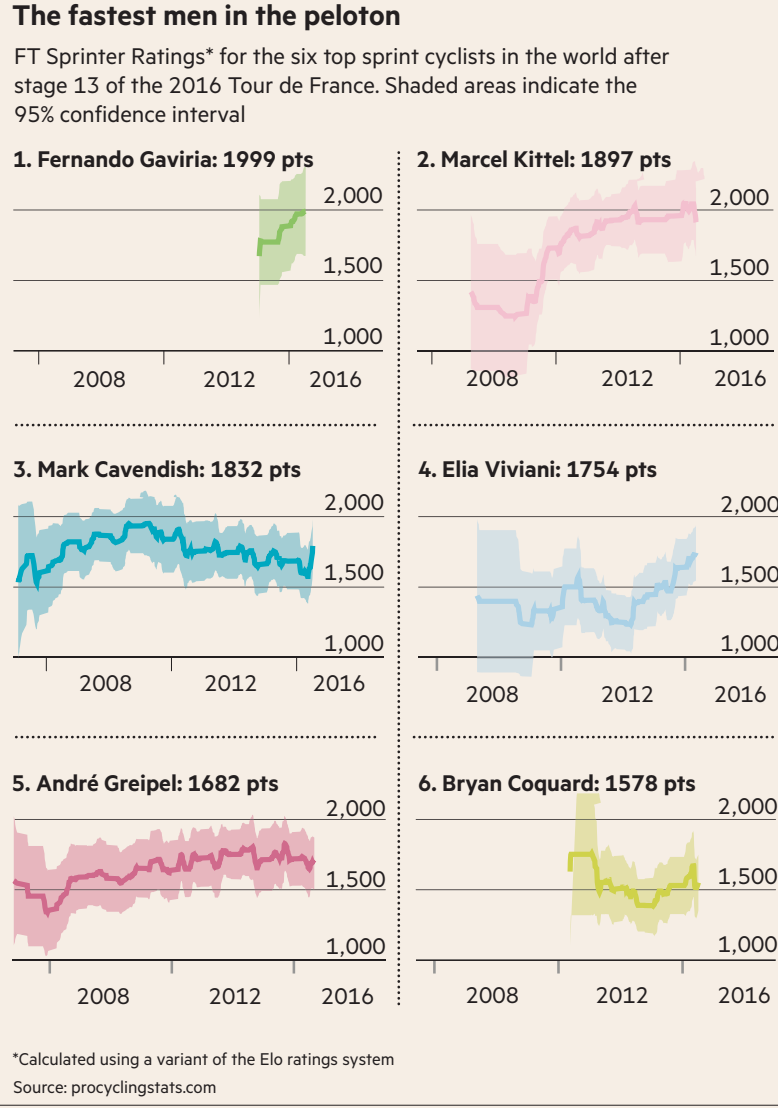 The fastest men in the peloton
FT Sprinter Ratings* for the six top sprint cyclists in the world after
stage 13 of the 2016 Tour de France. Shaded areas indicate the
95% confidence interval
1. Fernando Gaviria: 1999 pts
2,000
1,500
1,000
2008 2012 2016
2. Marcel Kittel: 1897 pts
2,000
1,500
1,000
2008 2012 2016
3. Mark Cavendish: 1832 pts
2,000
1,500
1,000
2008 2012 2016
4. Elia Viviani: 1754 pts
2,000
1,500
1,000
2008 2012 2016
5. André Greipel: 1682 pts
2,000
1,500
1,000
2008 2012 2016
6. Bryan Coquard: 1578 pts
2,000
1,500
1,000
2008 2012 2016
*Calculated using a variant of the Elo ratings system
Source: procyclingstats.com